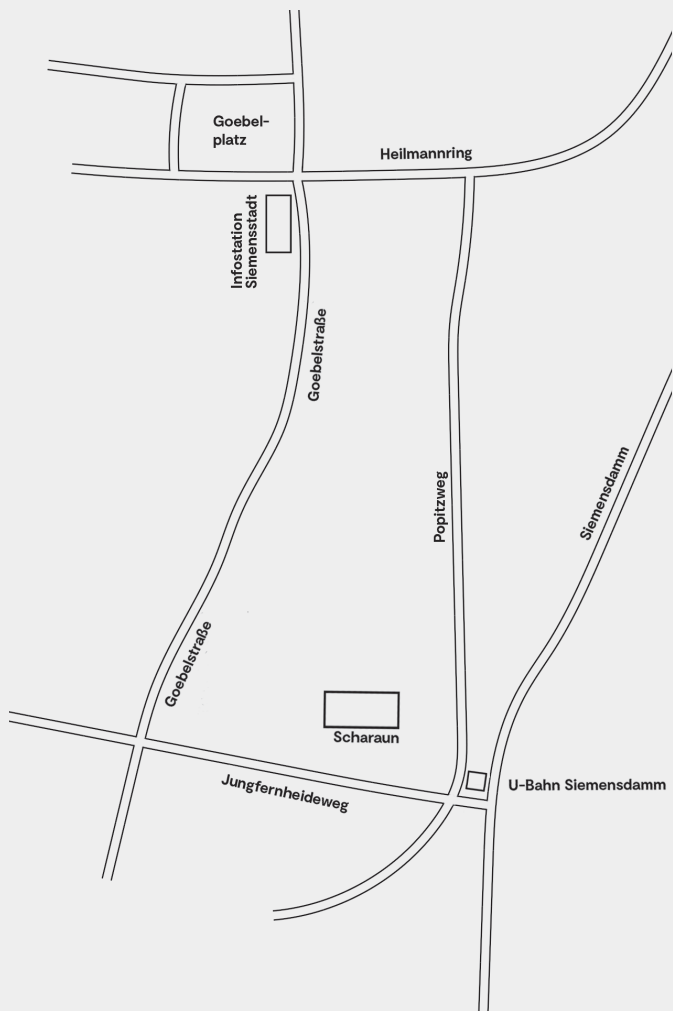 Goebel-
platz
Heilmannring
Infostation
Siemensstadt
Goebelstraße
Siemensdamm
Popitzweg
Goebelstraße
Scharaun
Jungfernheideweg
U-Bahn Siemensdamm